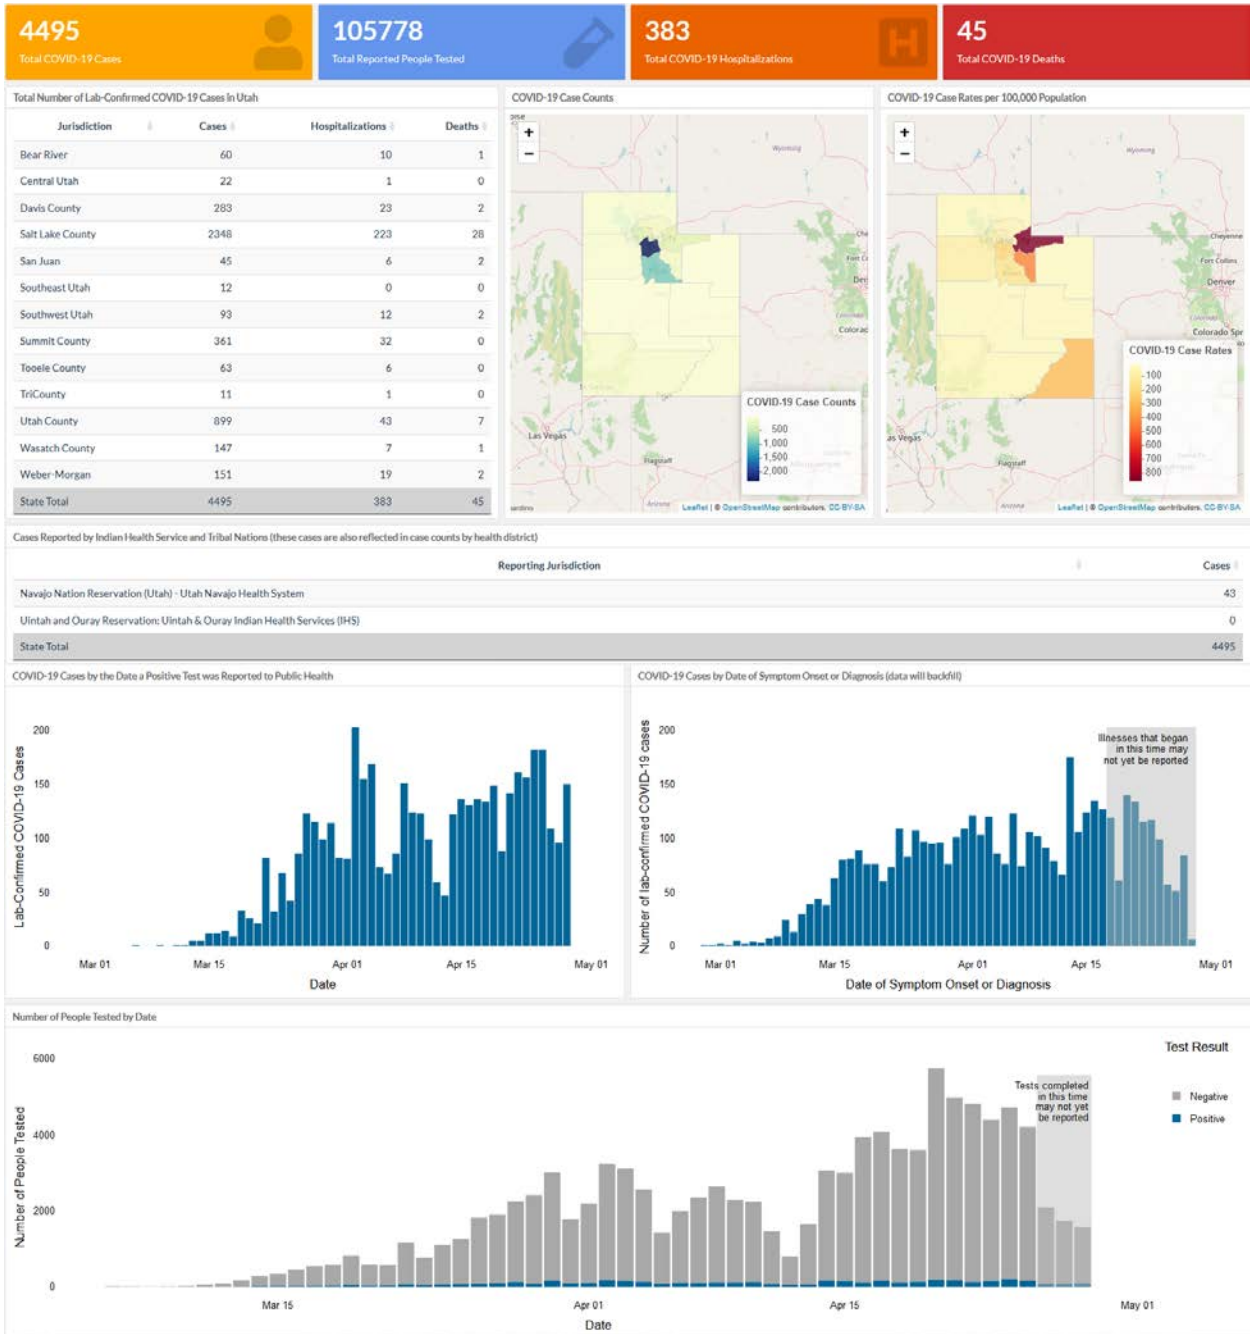 4495
Total COVID-19 Cases
105778
Total Reported People Tested
383
Total COVID-19 Hospitalizations
H
45
Total COVID-19 Deaths
Total Number of Lab-Confirmed COVID-19 Cases in Utah
Jurisdiction Cases Hospitalizations Deaths
Bear River 60 10 1
Central Utah 22 1 0
Davis County 283 23 2
Salt Lake County 2348 223 28
San Juan 45 6 2
Southeast Utah 12 0 0
Southwest Utah 93 12 2
Summit County 361 32 0
Tooele County 63 6 0
TriCounty 11 1 0
Utah County 899 43 7
Wasatch County 147 7 1
Weber-Morgan 151 19 2
State Total 4495 383 45
COVID-19 Case Counts
+
−
Wyoming
Colorad
Las Vegas
Flagstaff
Arizona
COVID-19 Case Counts
500
1,000
1,500
2,000
Leaflet | © OpenStreetMap contributors, CC-BY-SA
COVID-19 Case Rates per 100,000 Population
+
−
Wyoming
Cheyenne
Fort Collins
Denver
Colorado
Colorado Spr
as Vegas
Flagstaff
Arizona
COVID-19 Case Rates
100
200
300
400
500
600
700
800
Leaflet | © OpenStreetMap contributors, CC-BY-SA
Cases Reported by Indian Health Service and Tribal Nations (these cases are also reflected in case counts by health district)
Reporting Jurisdiction Cases
Navajo Nation Reservation (Utah) - Utah Navajo Health System 43
Uintah and Ouray Reservation: Uintah & Ouray Indian Health Services (IHS) 0
State Total 4495
COVID-19 Cases by the Date a Positive Test was Reported to Public Health
Lab-Confirmed COVID-19 Cases
200
150
100
50
0
Mar 01 Mar 15 Apr 01 Apr 15 May 01
Date
COVID-19 Cases by Date of Symptom Onset or Diagnosis (data will backfill)
Number of lab-confirmed COVID-19 cases
200
150
100
50
0
Illnesses that began
in this time may
not yet be reported
Mar 01 Mar 15 Apr 01 Apr 15 May 01
Date of Symptom Onset or Diagnosis
Number of People Tested by Date
Number of People Tested
6000
4000
2000
0
Tests completed
in this time
may not yet
be reported
Test Result
Negative
Positive
Mar 15 Apr 01 Apr 15 May 01
Date